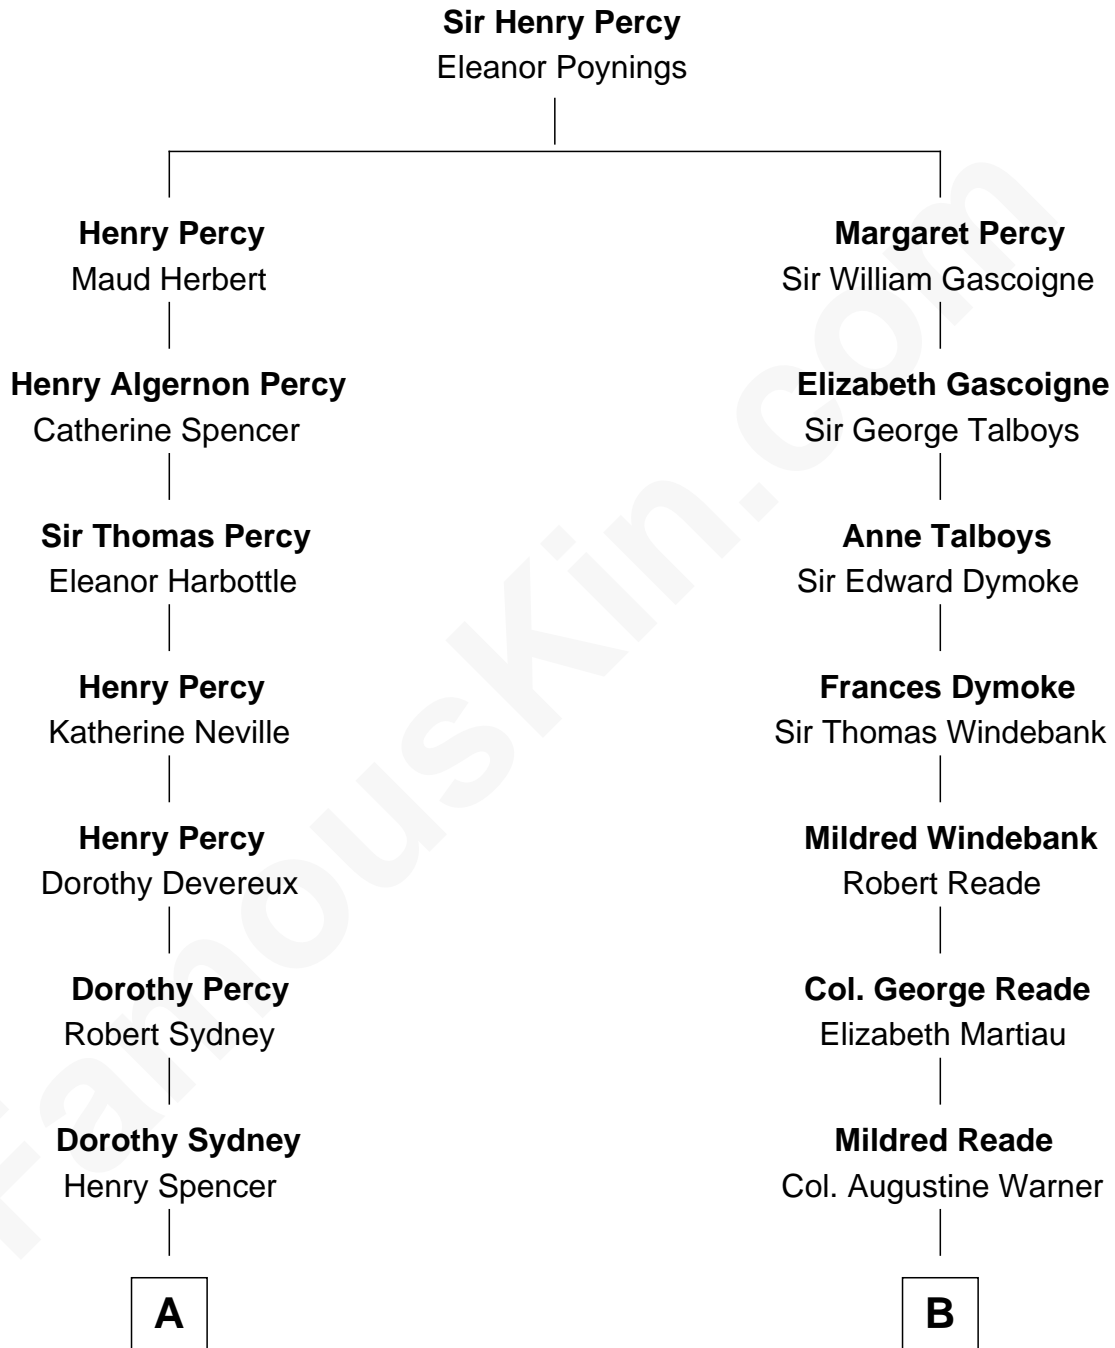 Sir Henry Percy
Eleanor Poynings
Henry Percy
Maud Herbert
Margaret Percy
Sir William Gascoigne
Henry Algernon Percy
Catherine Spencer
Elizabeth Gascoigne
Sir George Talboys
Sir Thomas Percy
Eleanor Harbottle
Anne Talboys
Sir Edward Dymoke
Henry Percy
Katherine Neville
Frances Dymoke
Sir Thomas Windebank
Henry Percy
Dorothy Devereux
Mildred Windebank
Robert Reade
Dorothy Percy
Robert Sydney
Col. George Reade
Elizabeth Martiau
Dorothy Sydney
Henry Spencer
Mildred Reade
Col. Augustine Warner
A
B
FamousKin.com